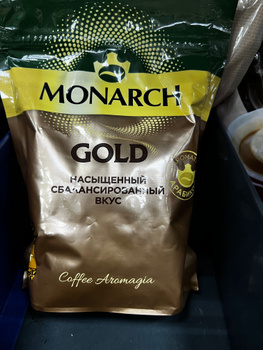 MONARCH
GOLD
НАСЫЩЕННЫЙ
СБАЛАНСИРОВАННЫЙ
ВКУС
Coffee Aromagia